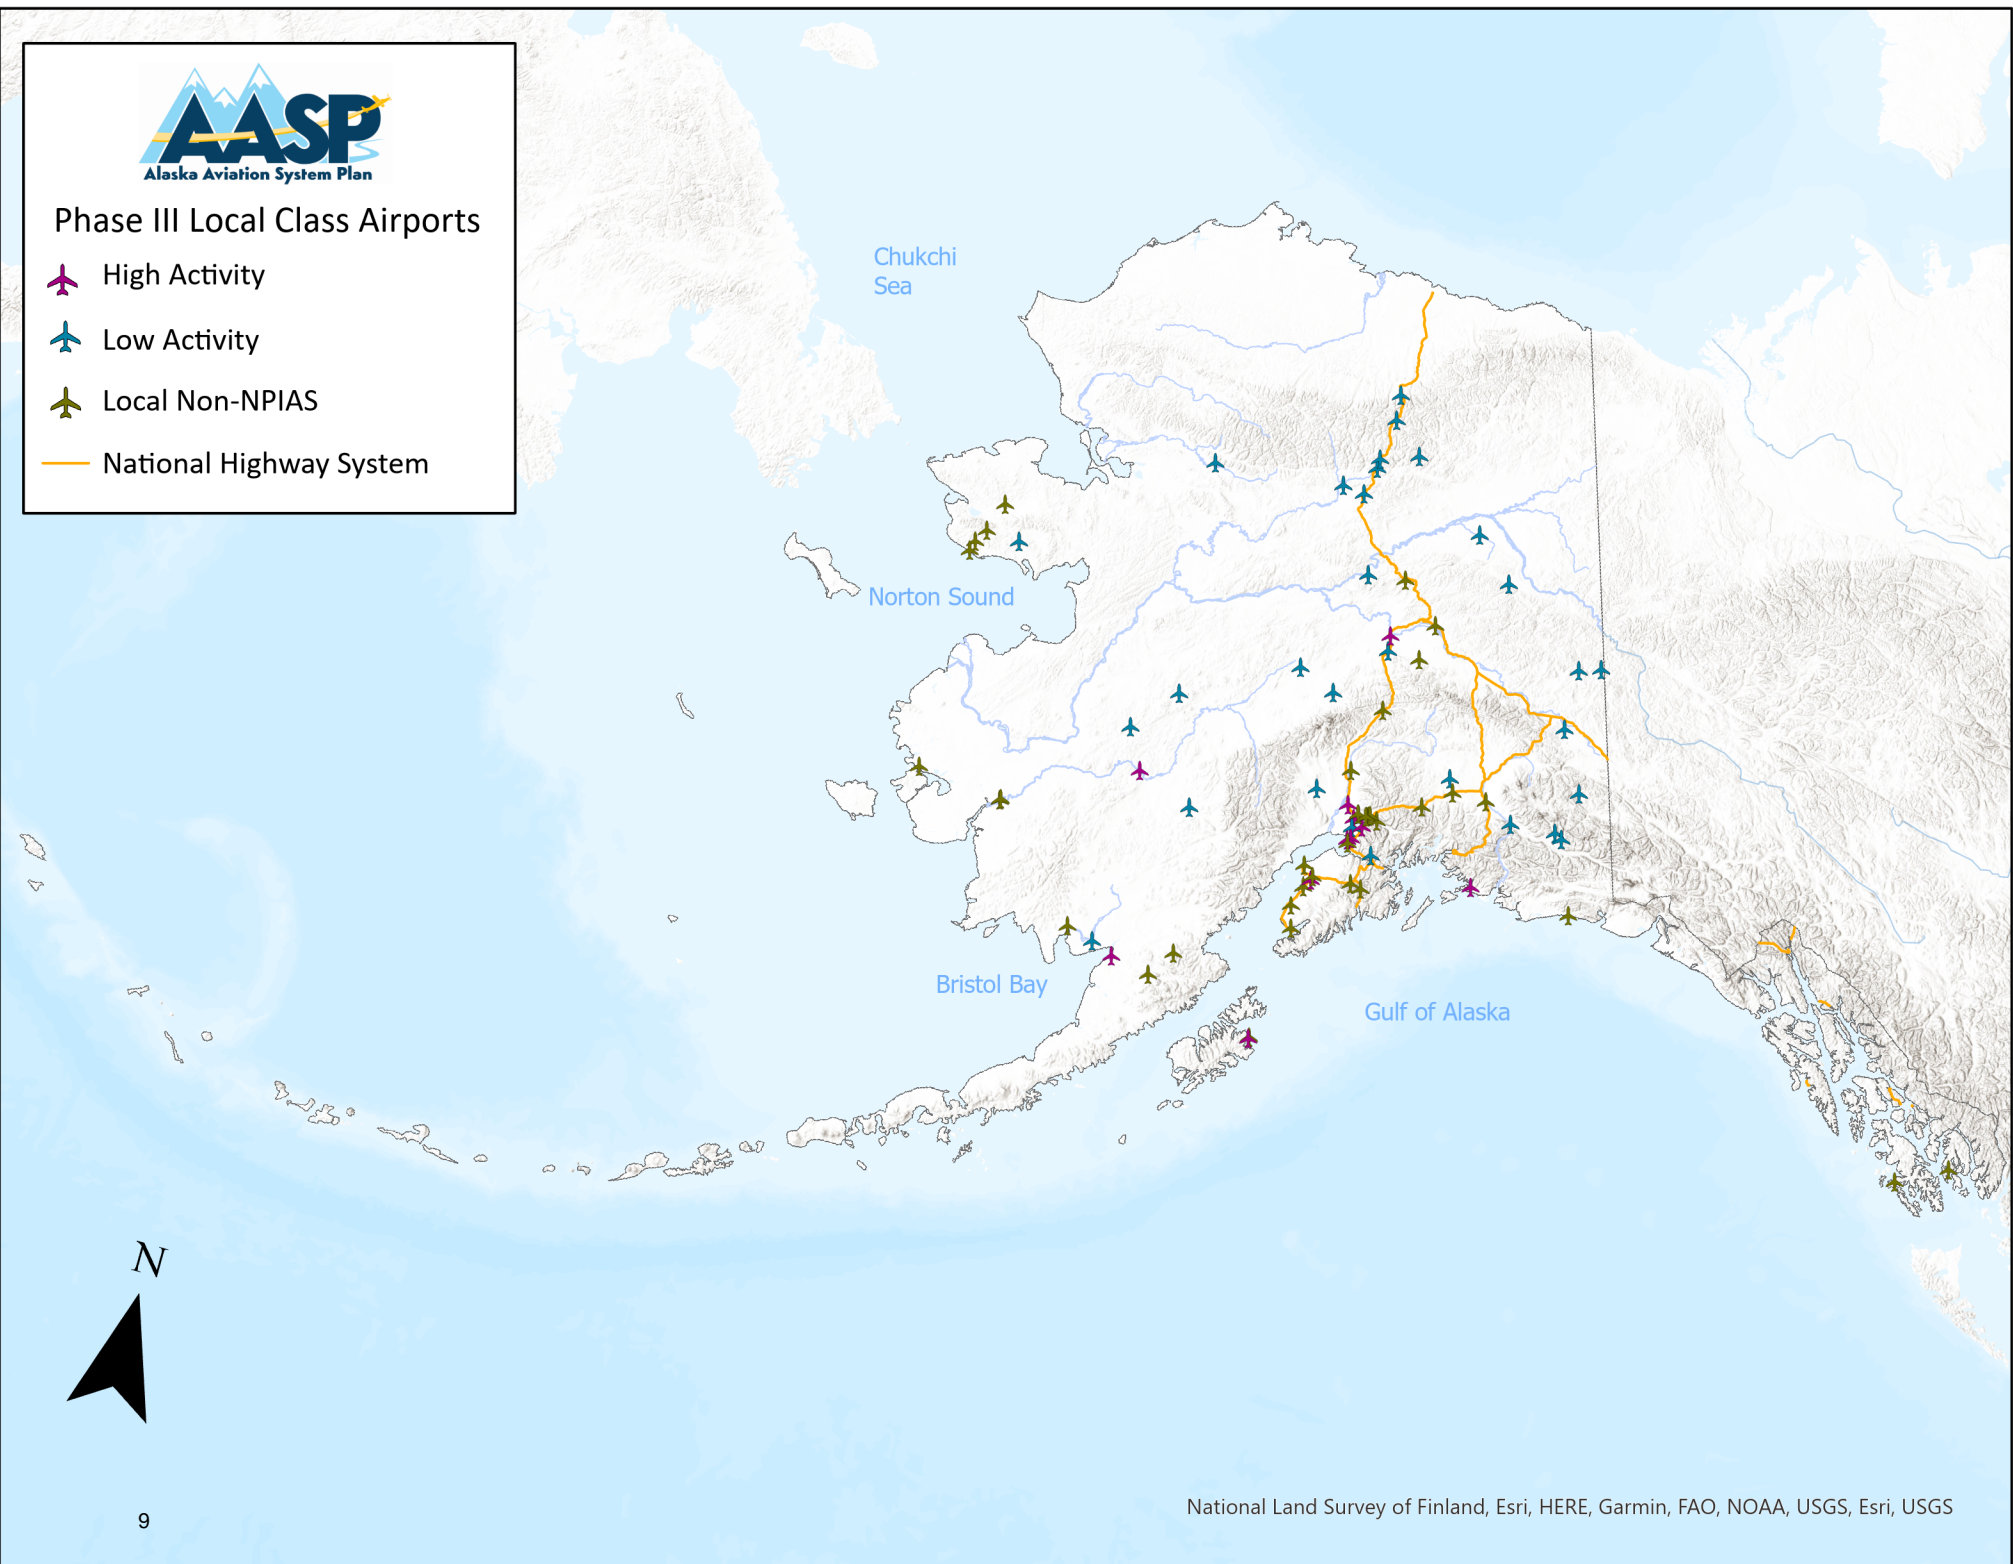 AASP
Alaska Aviation System Plan
Phase III Local Class Airports
High Activity
Low Activity
Local Non-NPIAS
National Highway System
Chukchi
Sea
Norton Sound
Bristol Bay
Gulf of Alaska
N
9
National Land Survey of Finland, Esri, HERE, Garmin, FAO, NOAA, USGS, Esri, USGS